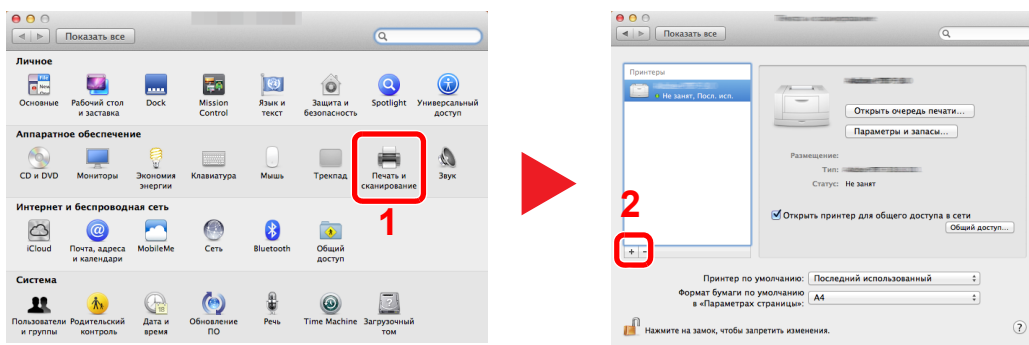 Показать все
Личное
Основные
Рабочий стол
и заставка
Dock
Mission
Control
Язык и
текст
Защита и
безопасность
Spotlight
Универсальный
доступ
Аппаратное обеспечение
CD и DVD
Мониторы
Экономия
энергии
Клавиатура
Мышь
Трекпад
Печать и
сканирование
Звук
1
Интернет и беспроводная сеть
iCloud
Почта, адреса
и календари
MobileMe
Сеть
Bluetooth
Общий
доступ
Система
Пользователи
и группы
Родительский
контроль
Дата и
время
Обновление
ПО
Речь
Time Machine
Загрузочный
том
Показать все
Принтеры
Не занят, Посл. исп.
Открыть очередь печати...
Параметры и запасы...
Размещение:
Тип:
Статус: Не занят
2
Открыть принтер для общего доступа в сети
Общий доступ...
+ −
Принтер по умолчанию: Последний использованный
Формат бумаги по умолчанию
в «Параметрах страницы»: A4
Нажмите на замок, чтобы запретить изменения.
?